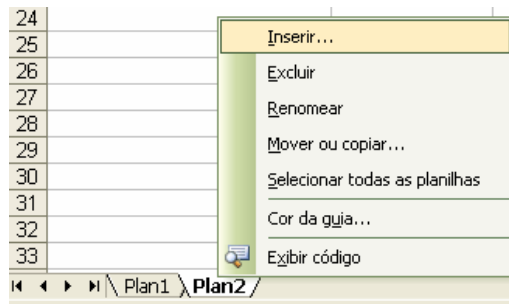 24
25
26
27
28
29
30
31
32
33
Inserir...
Excluir
Renomear
Mover ou copiar...
Selecionar todas as planilhas
Cor da guia...
Exibir código
Plan1 Plan2